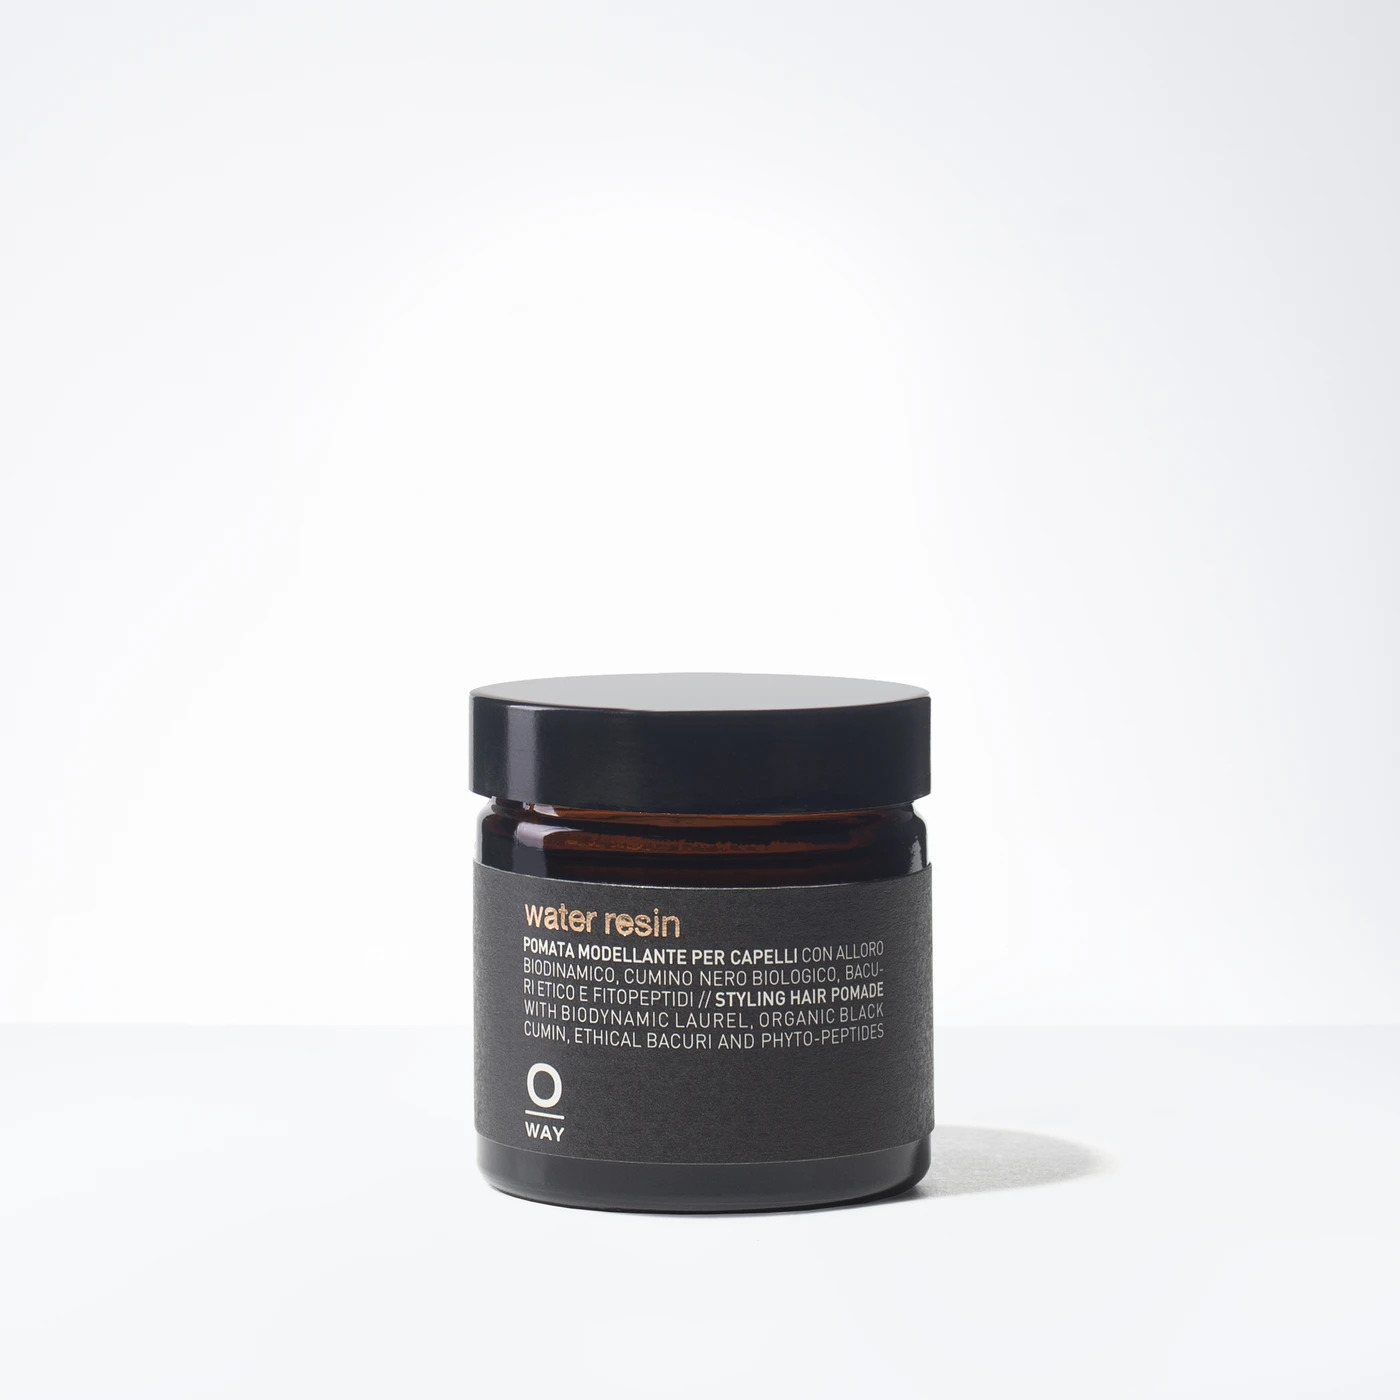 water resin
POMATA MODELLANTE PER CAPELLI CON ALLORO
BIODINAMICO, CUMINO NERO BIOLOGICO, BACU-
RI ETICO E FITOPEPTIDI // STYLING HAIR POMADE
WITH BIODYNAMIC LAUREL, ORGANIC BLACK
CUMIN, ETHICAL BACURI AND PHYTO-PEPTIDES
O
WAY